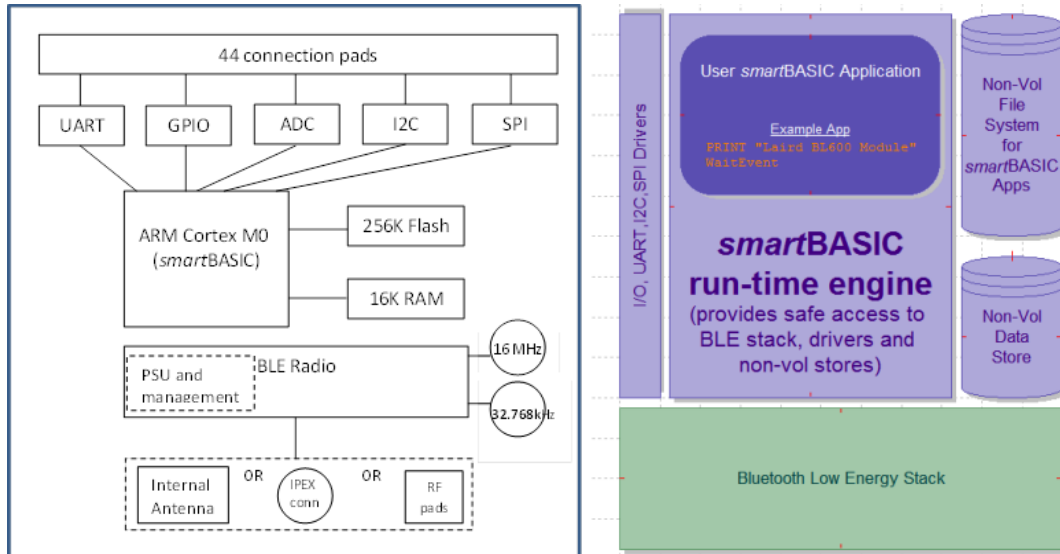 44 connection pads
UART
GPIO
ADC
I2C
SPI
ARM Cortex M0
(smartBASIC)
256K Flash
16K RAM
BLE Radio
PSU and
management
16 MHz
32.768kHz
Internal
Antenna
OR
IPEX
conn
OR
RF
pads
I/O, UART,I2C,SPI Drivers
User smartBASIC Application
Example App
PRINT "Laird BL600 Module"
WaitEvent
smartBASIC
run-time engine
(provides safe access to
BLE stack, drivers and
non-vol stores)
Non-Vol
File
System
for
smartBASIC
Apps
Non-Vol
Data
Store
Bluetooth Low Energy Stack